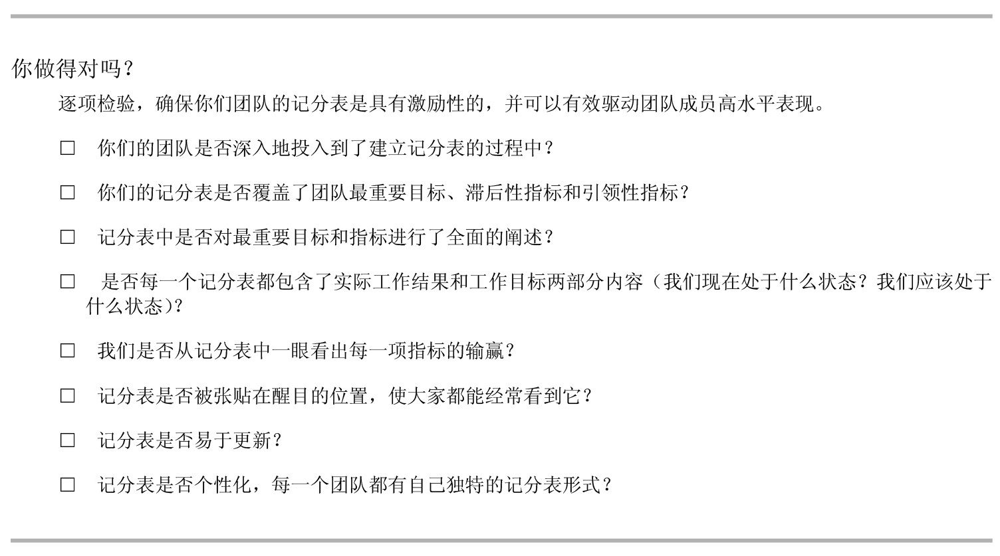 你做得对吗？
逐项检验，确保你们团队的记分表是具有激励性的，并可以有效驱动团队成员高水平表现。
□ 你们的团队是否深入地投入到了建立记分表的过程中？
□ 你们的记分表是否覆盖了团队最重要目标、滞后性指标和引领性指标？
□ 记分表中是否对最重要目标和指标进行了全面的阐述？
□ 是否每一个记分表都包含了实际工作结果和工作目标两部分内容（我们现在处于什么状态？我们应该处于
什么状态）？
□ 我们是否从记分表中一眼看出每一项指标的输赢？
□ 记分表是否被张贴在醒目的位置，使大家都能经常看到它？
□ 记分表是否易于更新？
□ 记分表是否个性化，每一个团队都有自己独特的记分表形式？